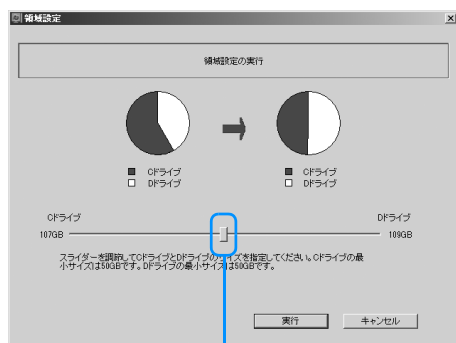 領域設定
領域設定の実行
Cドライブ
Dドライブ
Cドライブ
Dドライブ
Cドライブ
Dドライブ
107GB
109GB
スライダーを調節してCドライブとDドライブのサイズを指定してください。Cドライブの最
小サイズは50GBです。Dドライブの最小サイズは50GBです。
実行
キャンセル